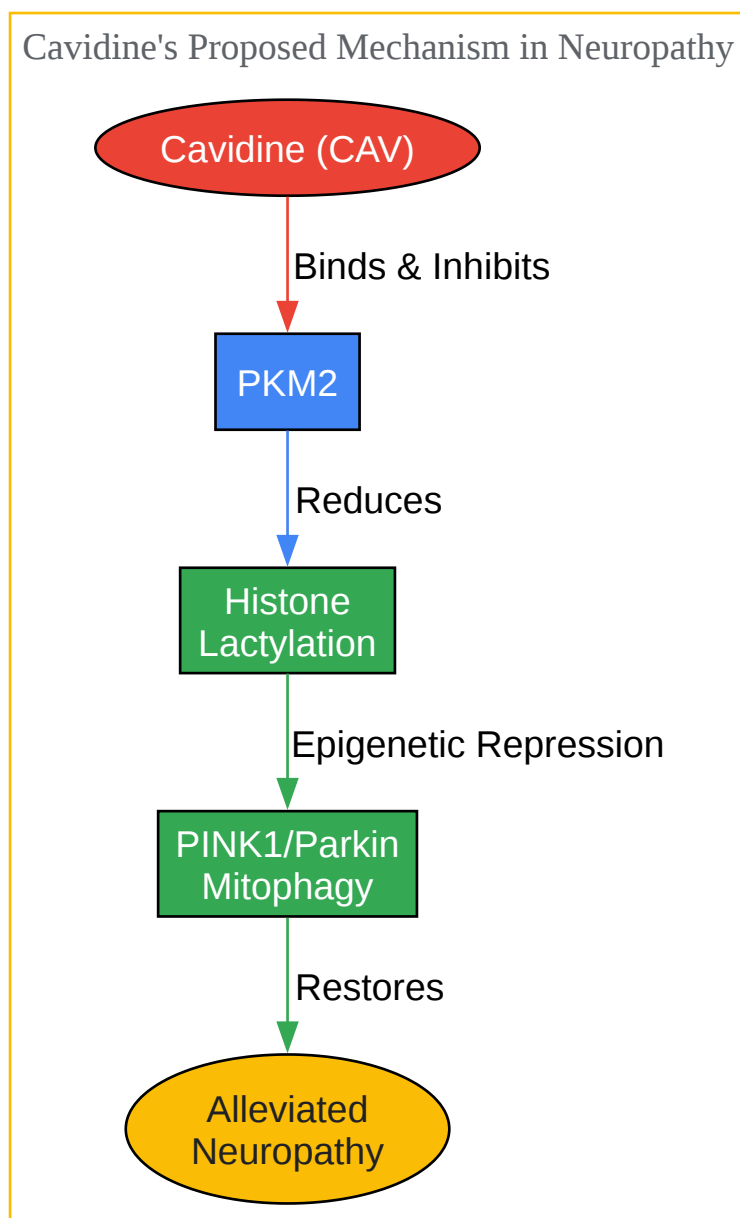 Cavidine's Proposed Mechanism in Neuropathy
Cavidine (CAV)
Binds & Inhibits
PKM2
Reduces
Histone
Lactylation
Epigenetic Repression
PINK1/Parkin
Mitophagy
Restores
Alleviated
Neuropathy